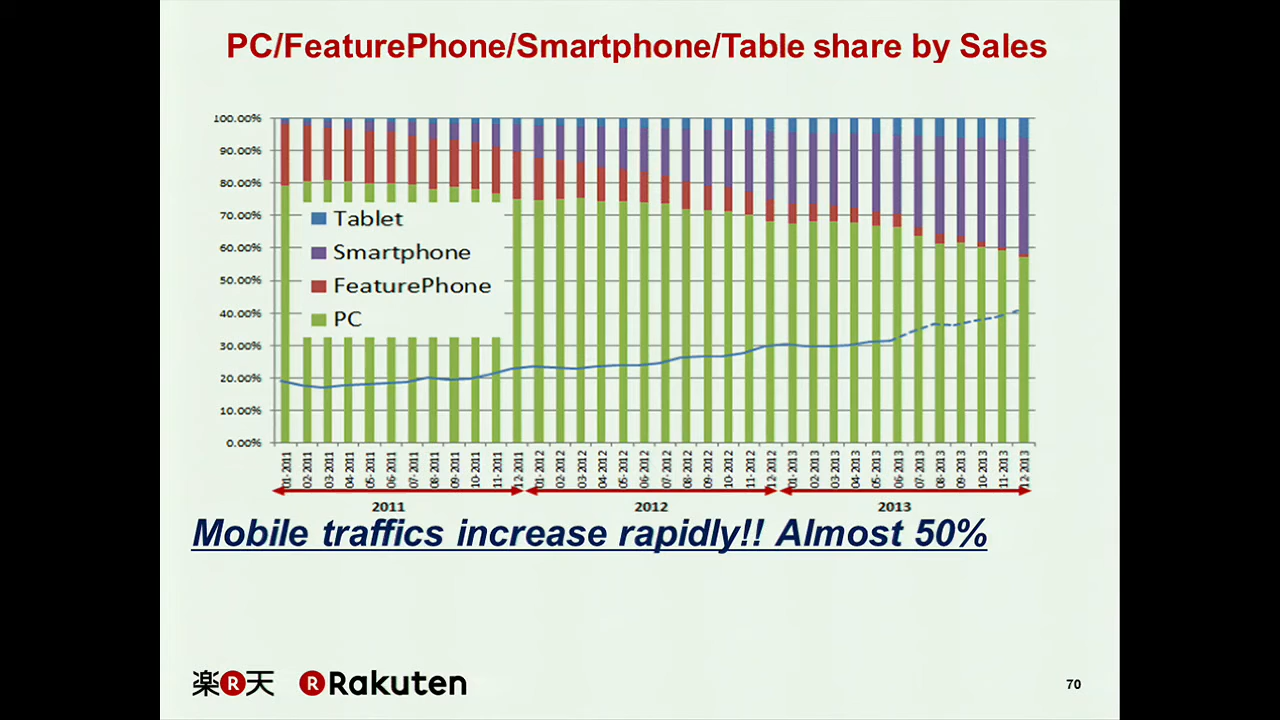 PC/FeaturePhone/Smartphone/Table share by Sales
100.00%
90.00%
80.00%
70.00%
60.00%
50.00%
40.00%
30.00%
20.00%
10.00%
0.00%
Tablet
Smartphone
FeaturePhone
PC
01-2011 02-2011 03-2011 04-2011 05-2011 06-2011 07-2011 08-2011 09-2011 10-2011 11-2011 12-2011 01-2012 02-2012 03-2012 04-2012 05-2012 06-2012 07-2012 08-2012 09-2012 10-2012 11-2012 12-2012 01-2013 02-2013 03-2013 04-2013 05-2013 06-2013 07-2013 08-2013 09-2013 10-2013 11-2013 12-2013
2011 2012 2013
Mobile traffics increase rapidly!! Almost 50%
楽R天 R Rakuten
70